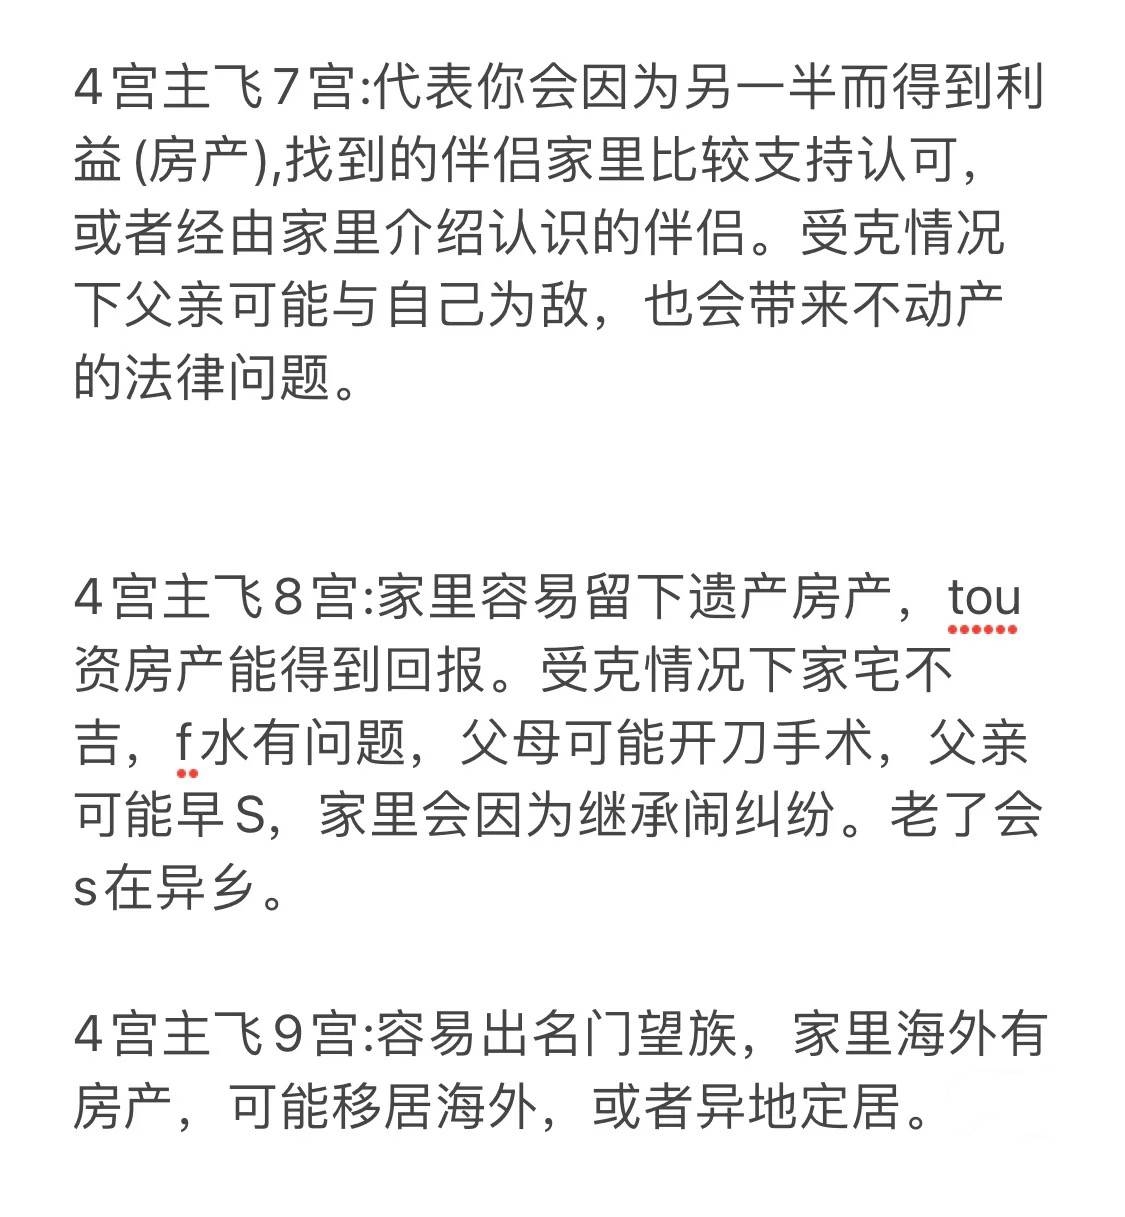 4宫主飞7宫:代表你会因为另一半而得到利
益(房产),找到的伴侣家里比较支持认可，
或者经由家里介绍认识的伴侣。受克情况
下父亲可能与自己为敌，也会带来不动产
的法律问题。
4宫主飞8宫:家里容易留下遗产房产，tou
资房产能得到回报。受克情况下家宅不
吉，f水有问题，父母可能开刀手术，父亲
可能早S，家里会因为继承闹纠纷。老了会
s在异乡。
4宫主飞9宫:容易出名门望族，家里海外有
房产，可能移居海外，或者异地定居。